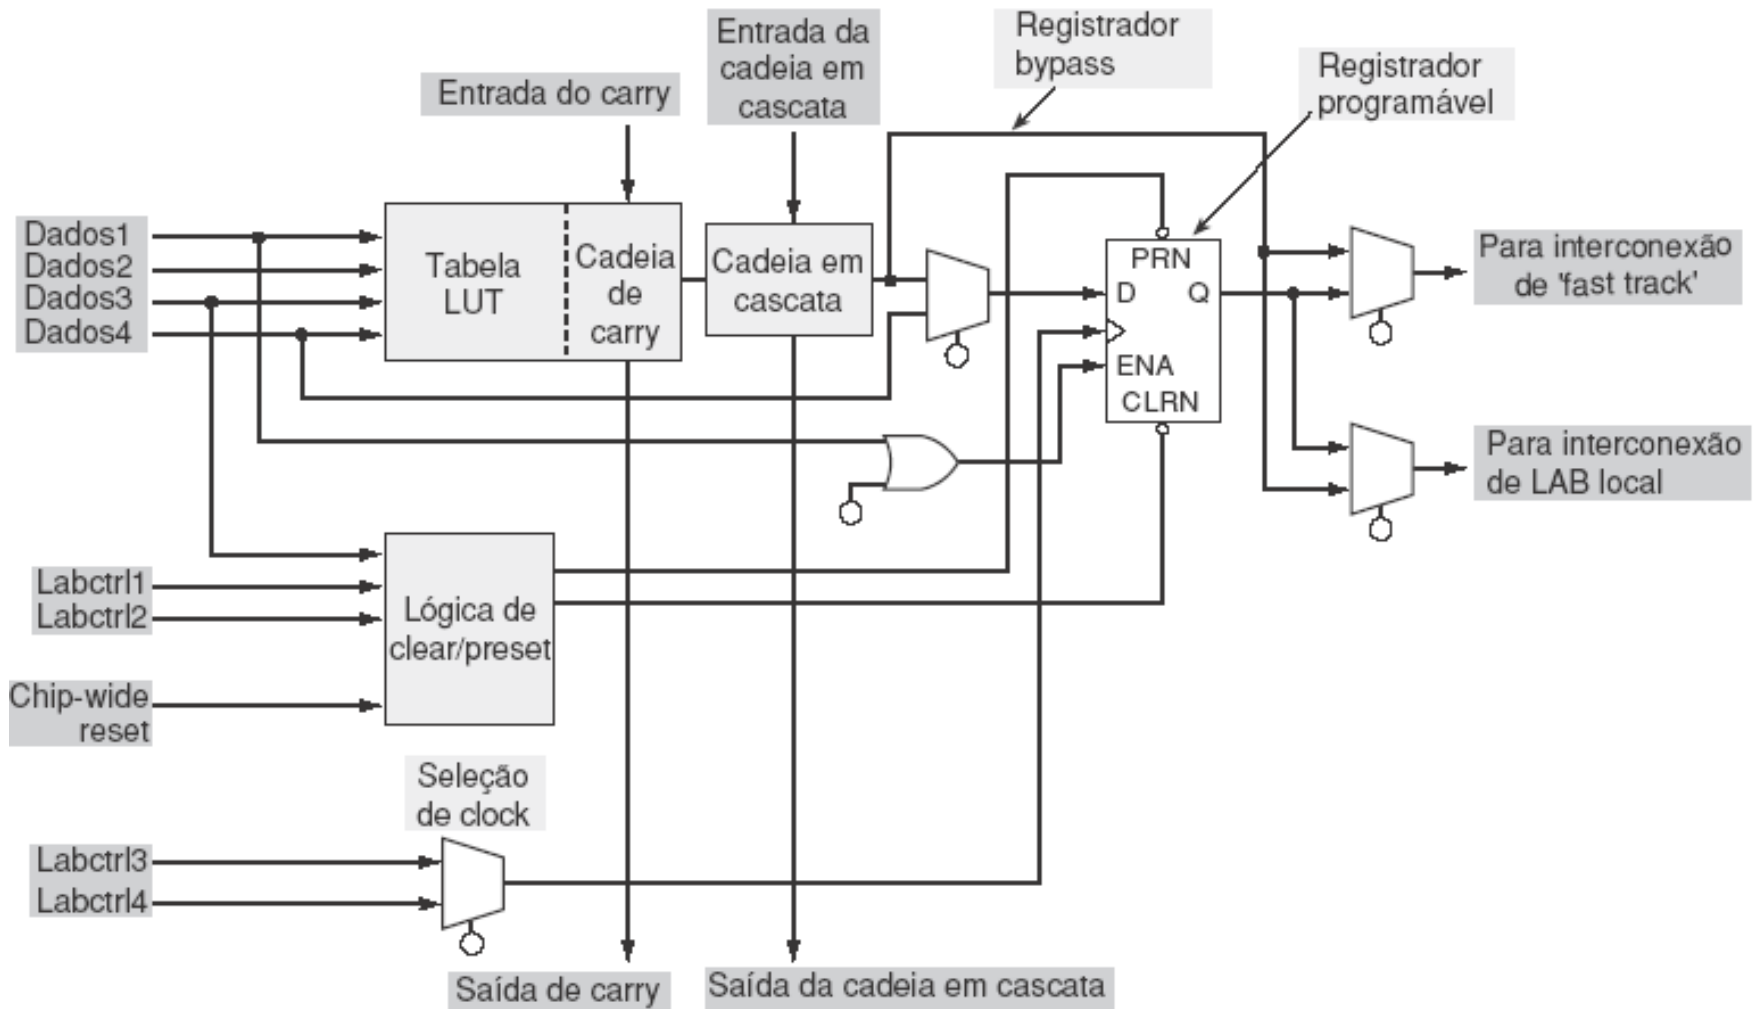 Entrada da
cadeia em
cascata
Registrador
bypass
Registrador
programável
Entrada do carry
Dados1
Dados2
Dados3
Dados4
Tabela
LUT
Cadeia
de
carry
Cadeia em
cascata
PRN
D
Q
ENA
CLRN
Para interconexão
de 'fast track'
Para interconexão
de LAB local
Labctrl1
Labctrl2
Lógica de
clear/preset
Chip-wide
reset
Seleção
de clock
Labctrl3
Labctrl4
Saída de carry
Saída da cadeia em cascata